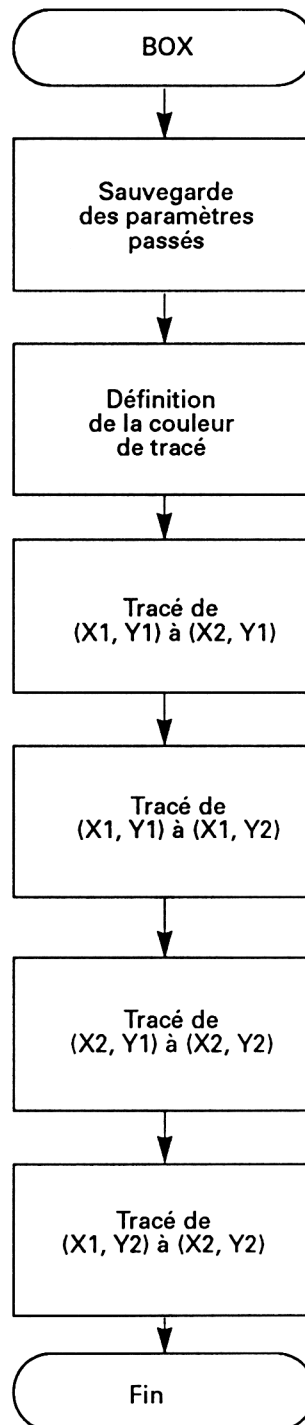 BOX
Sauvegarde
des paramètres
passés
Définition
de la couleur
de tracé
Tracé de
(X1, Y1) à (X2, Y1)
Tracé de
(X1, Y1) à (X1, Y2)
Tracé de
(X2, Y1) à (X2, Y2)
Tracé de
(X1, Y2) à (X2, Y2)
Fin